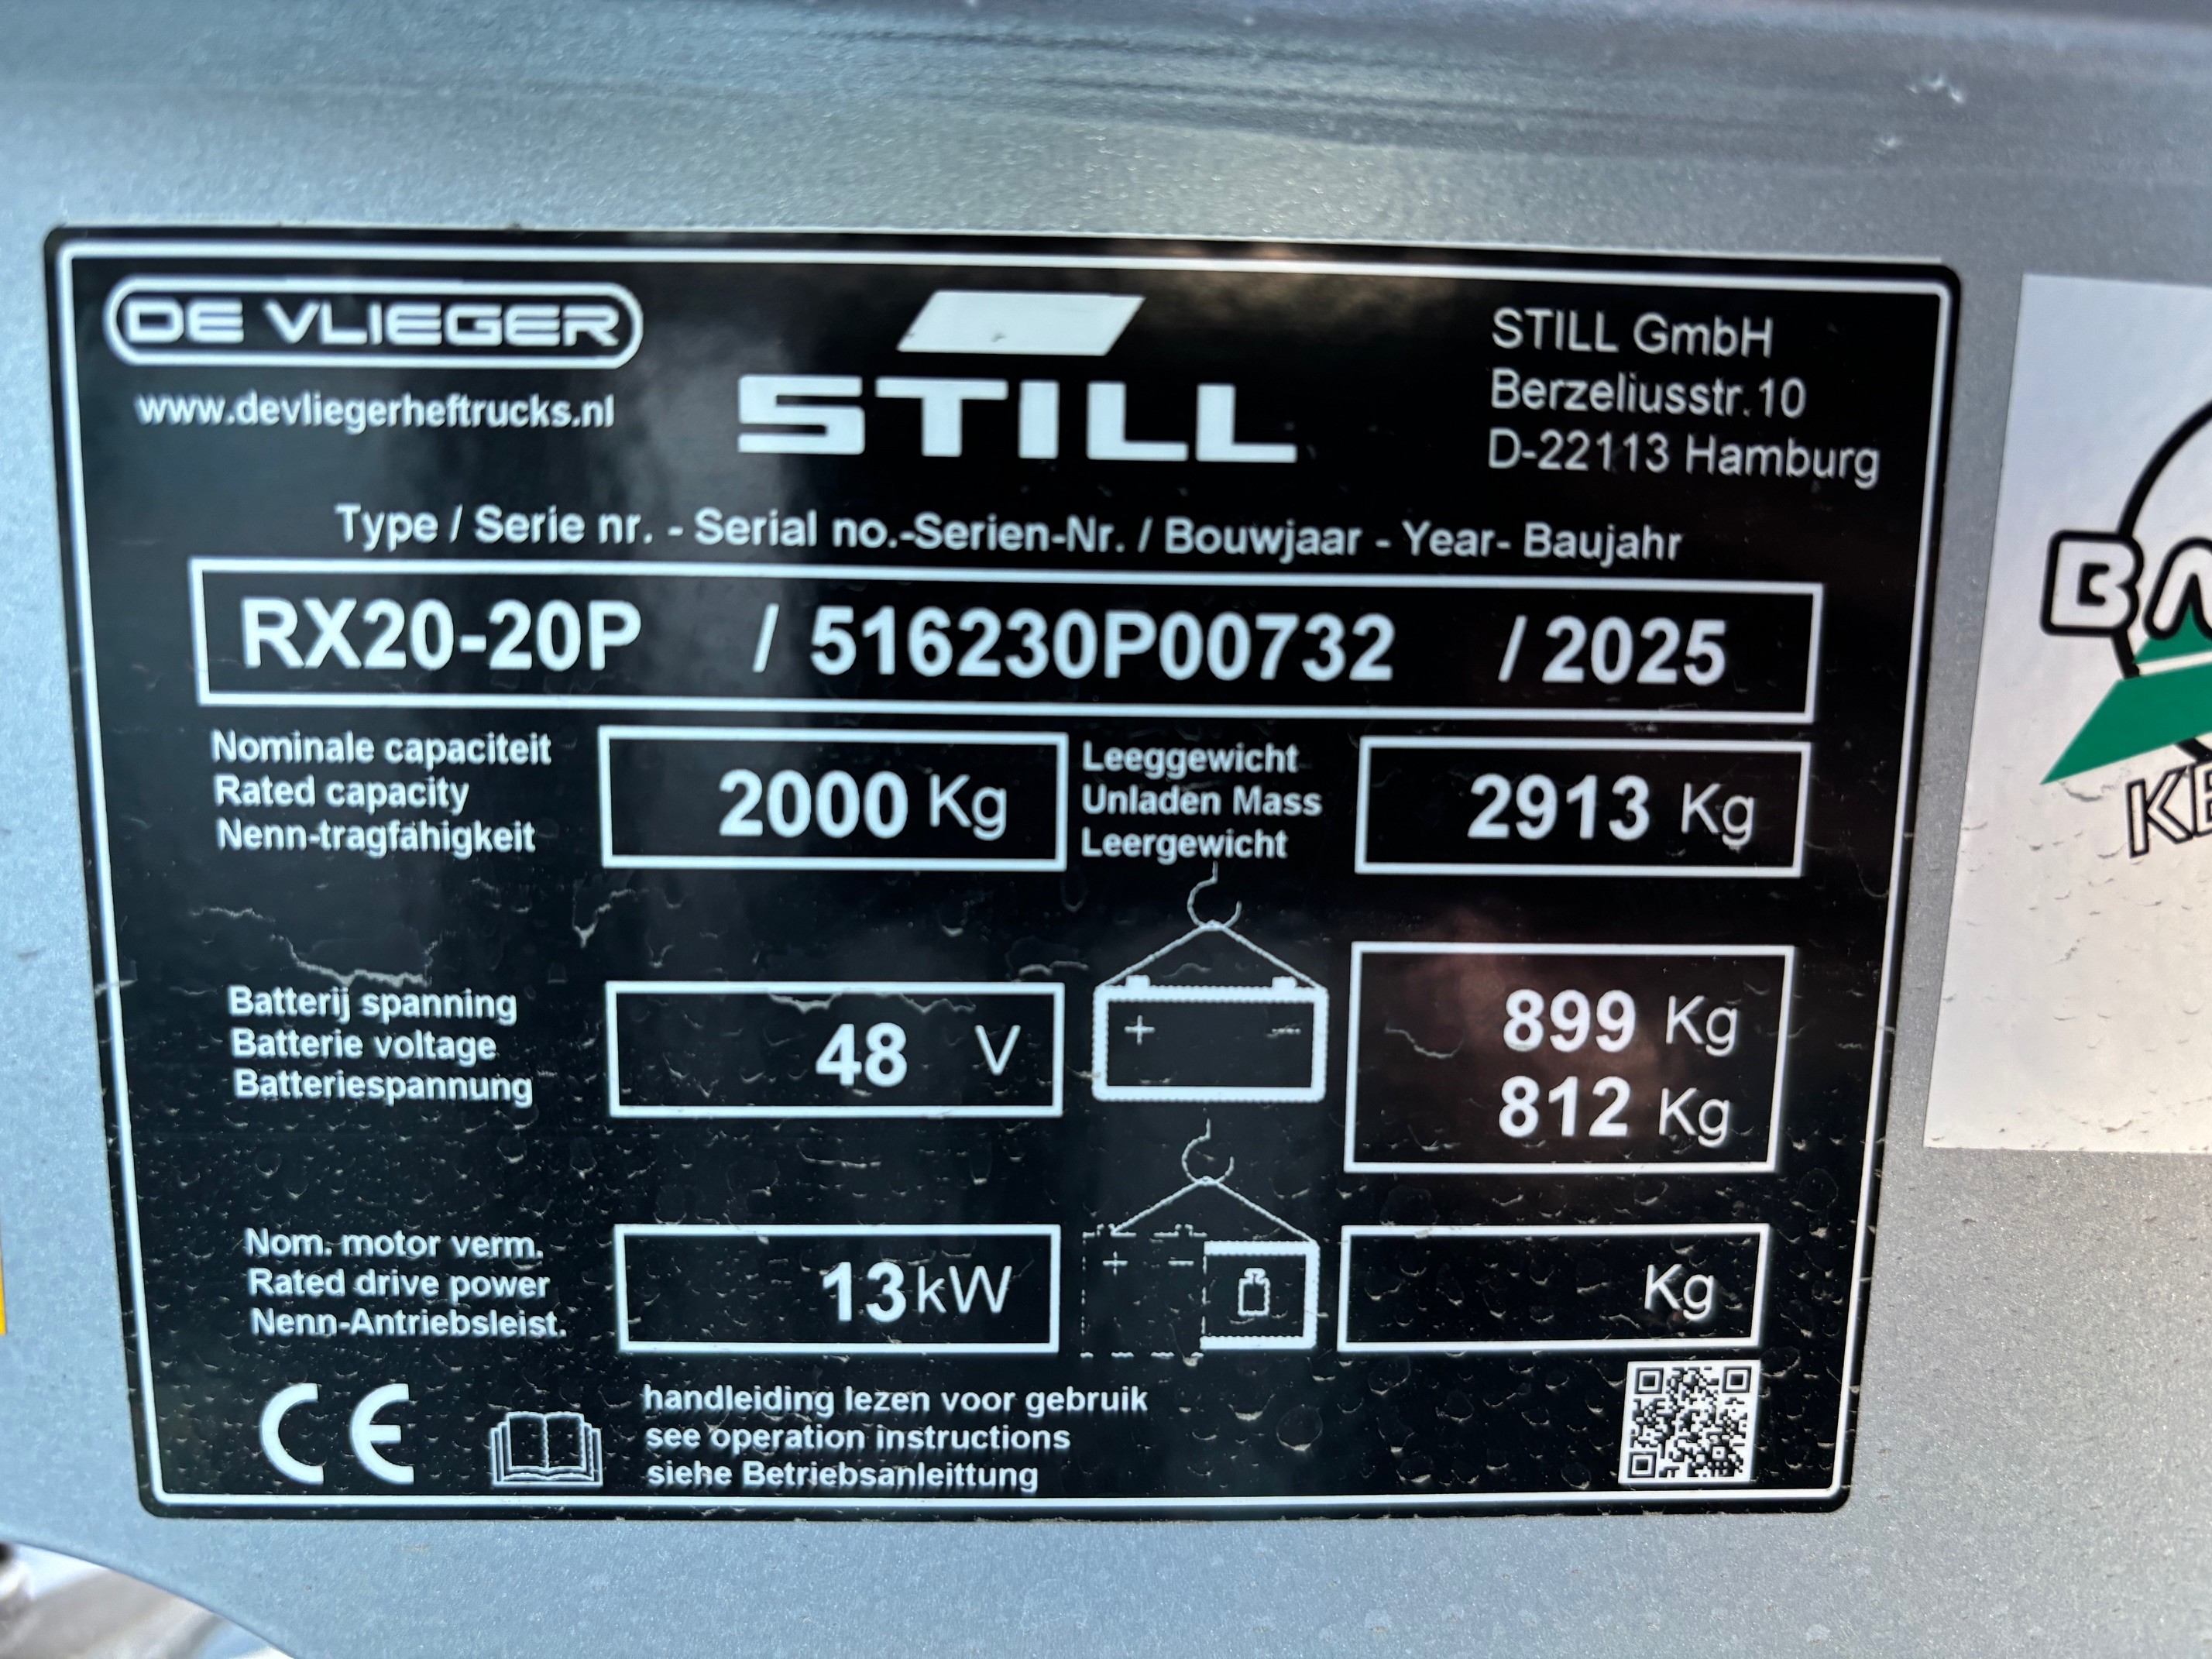 DE VLIEGER
www.devliegerheftrucks.nl
STILL
STILL GmbH
Berzeliusstr.10
D-22113 Hamburg
Type / Serie nr. - Serial no.-Serien-Nr. / Bouwjaar - Year- Baujahr
RX20-20P / 516230P00732 / 2025
Nominale capaciteit
Rated capacity
Nenn-tragfähigkeit
2000 Kg
Leeggewicht
Unladen Mass
Leergewicht
2913 Kg
Batterij spanning
Batterie voltage
Batteriespannung
48 V
+ -
899 Kg
812 Kg
Nom. motor verm.
Rated drive power
Nenn-Antriebsleist.
13 kW
+ -
Kg
CE
handleiding lezen voor gebruik
see operation instructions
siehe Betriebsanleittung